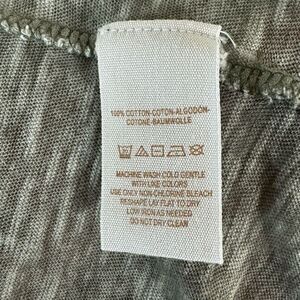 100% COTTON-COTON-ALGODÓN-
COTONE-BAUMWOLLE
MACHINE WASH COLD GENTLE
WITH LIKE COLORS
USE ONLY NON-CHLORINE BLEACH
RESHAPE LAY FLAT TO DRY
LOW IRON AS NEEDED
DO NOT DRY CLEAN